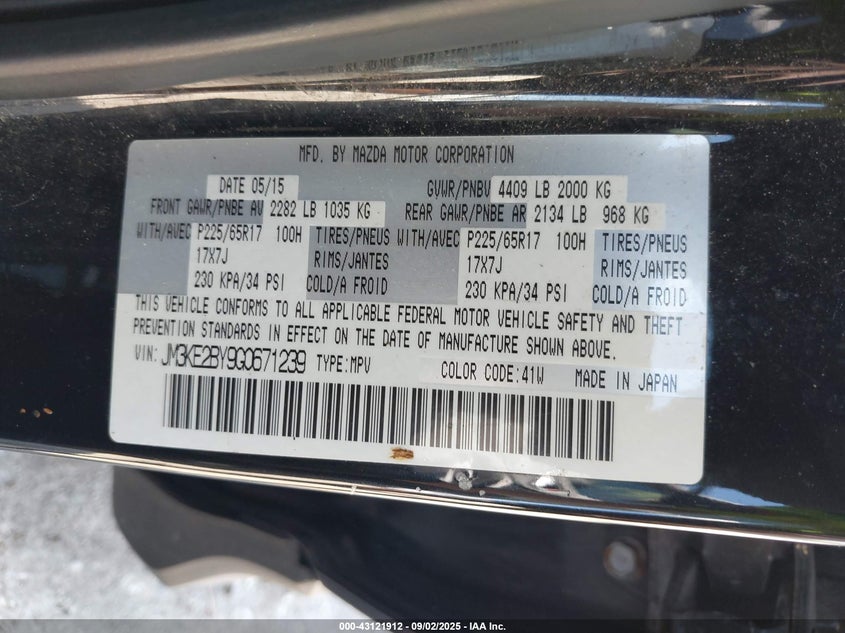 MFD. BY MAZDA MOTOR CORPORATION
DATE 05/15 GVWR/PNBV 4409 LB 2000 KG
FRONT GAWR/PNBE AV 2282 LB 1035 KG REAR GAWR/PNBE AR 2134 LB 968 KG
WITH/AVEC P225/65R17 100H TIRES/PNEUS WITH/AVEC P225/65R17 100H TIRES/PNEUS
17X7J RIMS/JANTES 17X7J RIMS/JANTES
230 KPA/34 PSI COLD/A FROID 230 KPA/34 PSI COLD/A FROID
THIS VEHICLE CONFORMS TO ALL APPLICABLE FEDERAL MOTOR VEHICLE SAFETY AND THEFT
PREVENTION STANDARDS IN EFFECT ON THE DATE OF MANUFACTURE SHOWN ABOVE.
VIN: JM3KE2BY9G0671239 TYPE:MPV COLOR CODE:41W MADE IN JAPAN
000-43121912 - 09/02/2025 - IAA Inc.